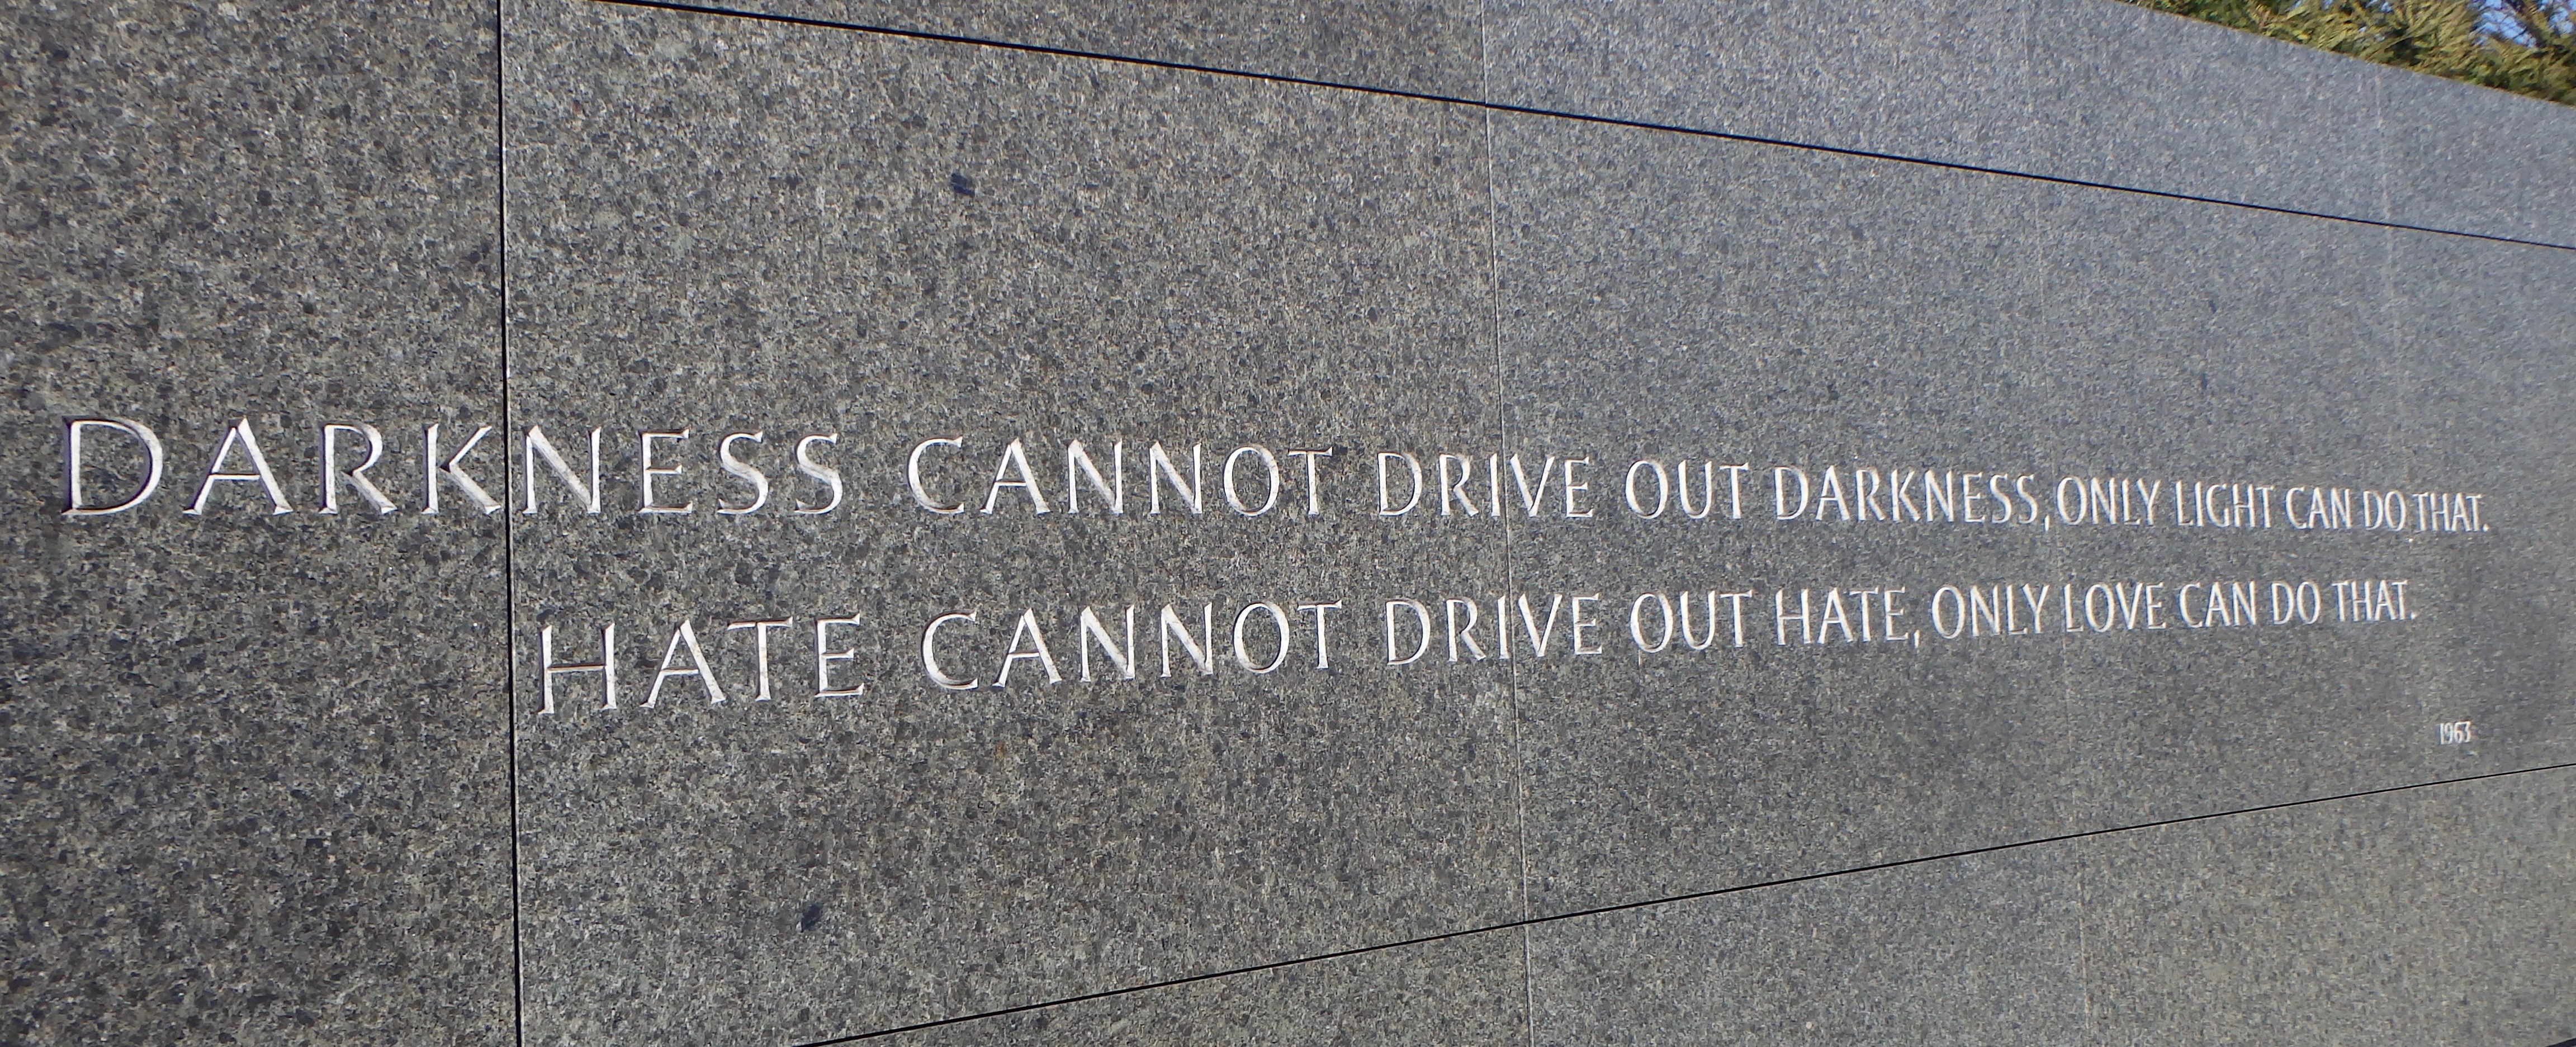 DARKNESS CANNOT DRIVE OUT DARKNESS, ONLY LIGHT CAN DO THAT.
HATE CANNOT DRIVE OUT HATE, ONLY LOVE CAN DO THAT.
1963